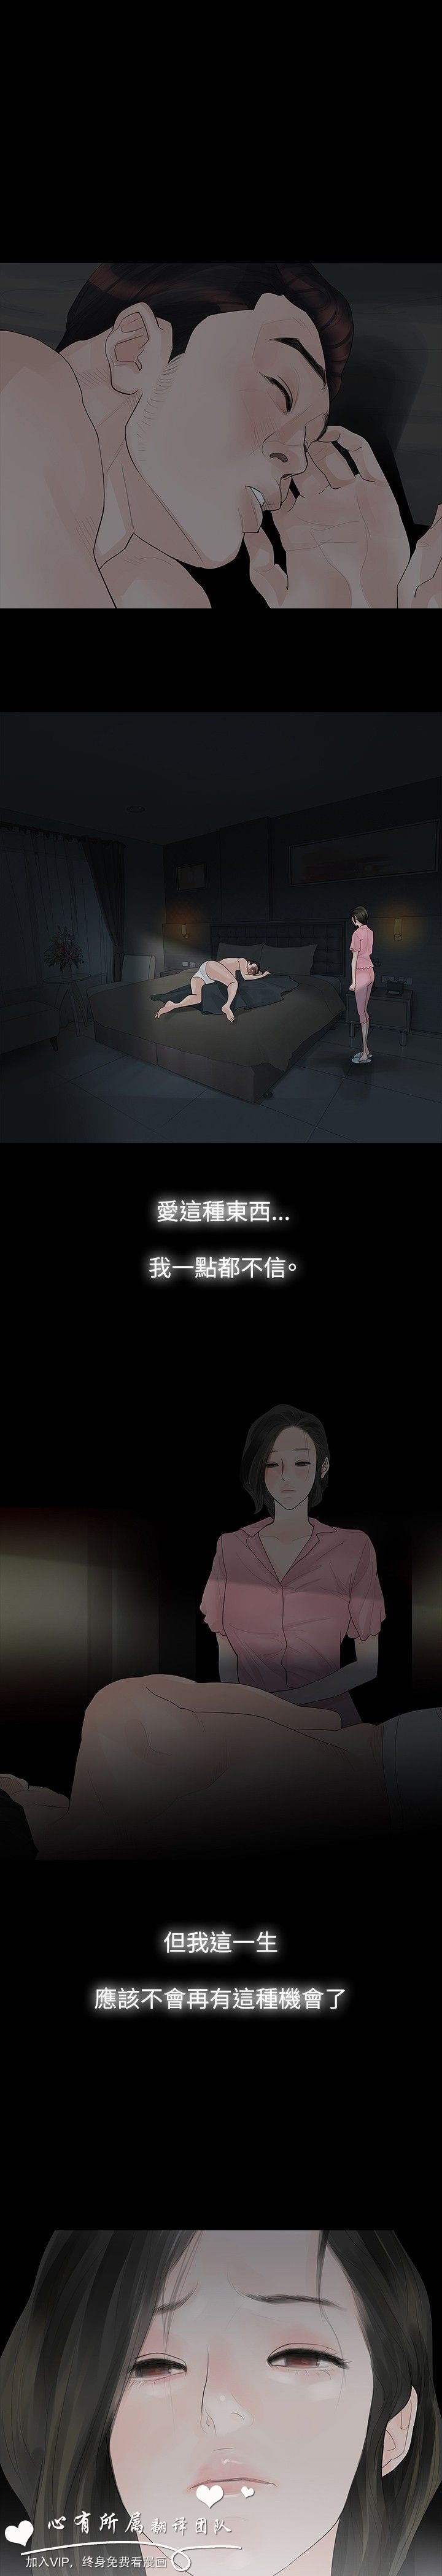 愛這種東西...
我一點都不信。
但我這一生
應該不會再有這種機會了
心有所属翻译团队
加入VIP，终身免费看漫画